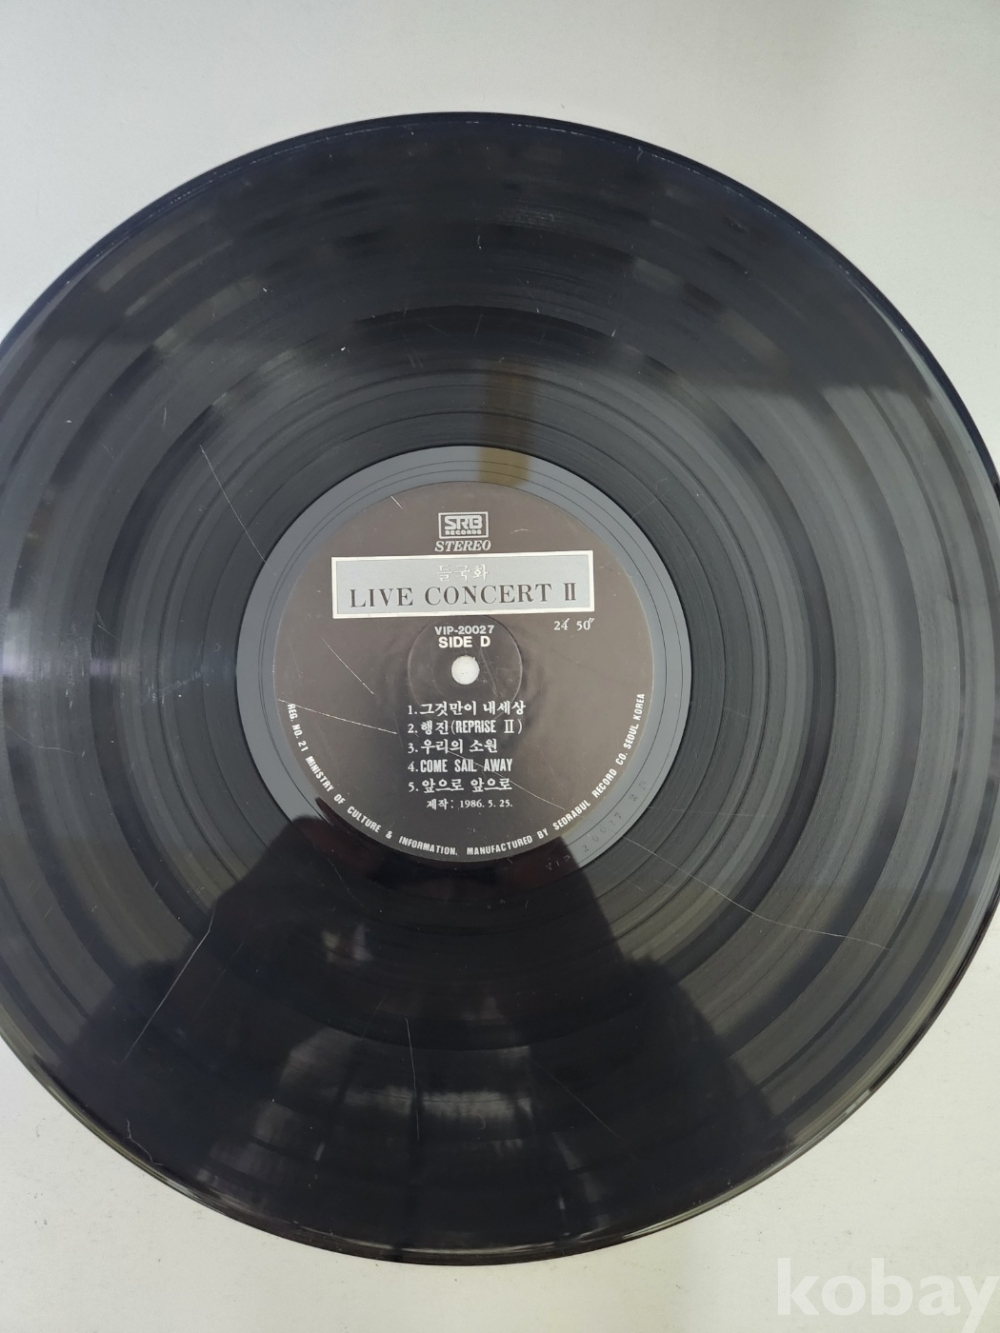 SRB
RECORDS
STEREO
들국화
LIVE CONCERT Ⅱ
VIP-20027
24′ 50″
SIDE D
1. 그것만이 내세상
2. 행진(REPRISE Ⅱ)
3. 우리의 소원
4. COME SAIL AWAY
5. 앞으로 앞으로
제작: 1986. 5. 25.
REG. NO. 21 MINISTRY OF CULTURE & INFORMATION. MANUFACTURED BY SEORABUL RECORD CO. SEOUL KOREA
kobay